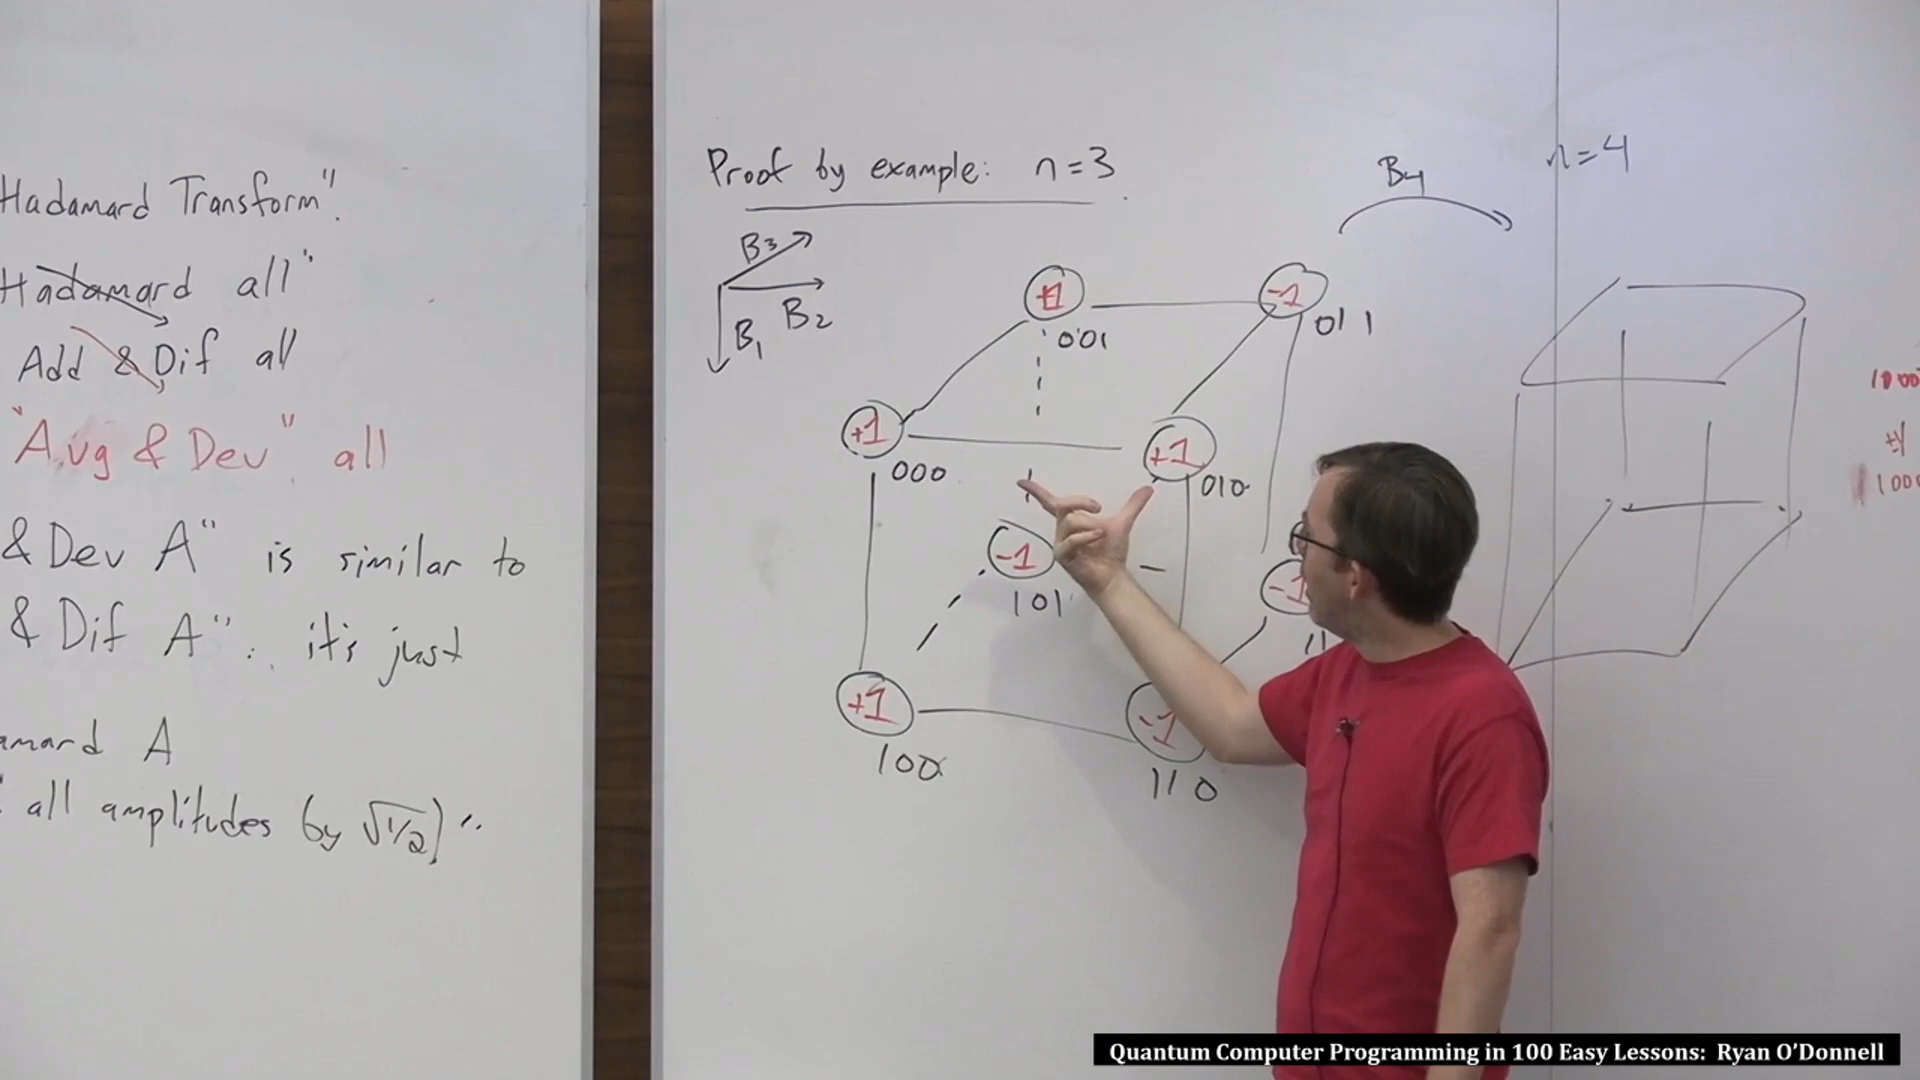 Hadamard Transform".
Hadamard all"
Add & Dif all
"Avg & Dev" all
& Dev A" is similar to
& Dif A": it's just
A
all amplitudes by √1/2)".
Proof by example: n=3
B3
B2
B1
+1
001
-1
011
+1
000
+1
010
-1
101
-1
11
+1
100
-1
110
B4
n=4
Quantum Computer Programming in 100 Easy Lessons: Ryan O'Donnell